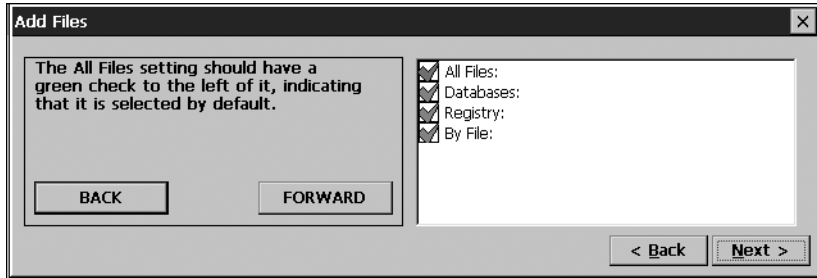 Add Files
The All Files setting should have a
green check to the left of it, indicating
that it is selected by default.
BACK
FORWARD
All Files:
Databases:
Registry:
By File:
< Back
Next >